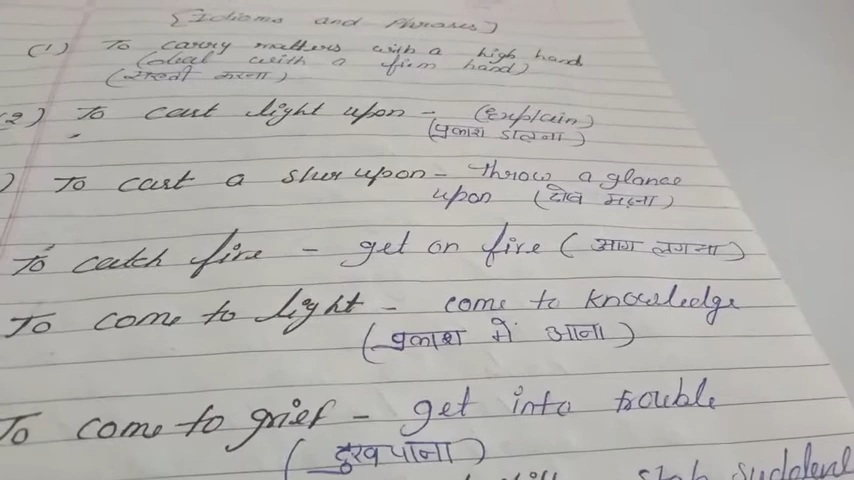 {Idioms and Phrases}
(1) To carry matters with a high hand
(deal with a firm hand)
(सख्ती करना)
2) To cast light upon - (explain)
(प्रकाश डालना)
) To cast a slur upon - throw a glance
upon (दोष मढ़ना)
To catch fire - get on fire (आग लगना)
To come to light - come to knowledge
(प्रकाश में आना)
To come to grief - get into trouble
(दुख पाना)
suddenl